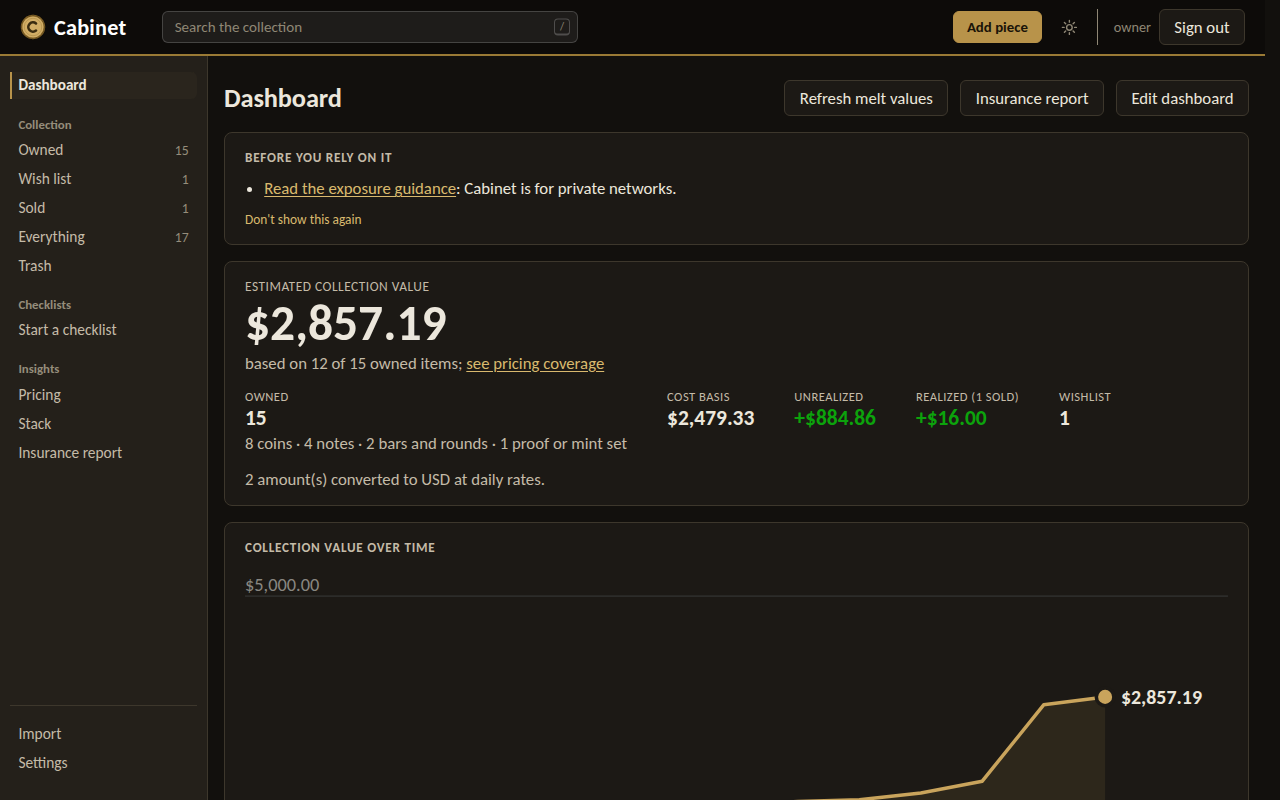 Cabinet
Search the collection
/
Add piece
owner
Sign out
Dashboard
Collection
Owned 15
Wish list 1
Sold 1
Everything 17
Trash
Checklists
Start a checklist
Insights
Pricing
Stack
Insurance report
Import
Settings
Dashboard
Refresh melt values
Insurance report
Edit dashboard
BEFORE YOU RELY ON IT
Read the exposure guidance: Cabinet is for private networks.
Don't show this again
ESTIMATED COLLECTION VALUE
$2,857.19
based on 12 of 15 owned items; see pricing coverage
OWNED
15
8 coins · 4 notes · 2 bars and rounds · 1 proof or mint set
COST BASIS
$2,479.33
UNREALIZED
+$884.86
REALIZED (1 SOLD)
+$16.00
WISHLIST
1
2 amount(s) converted to USD at daily rates.
COLLECTION VALUE OVER TIME
$5,000.00
$2,857.19